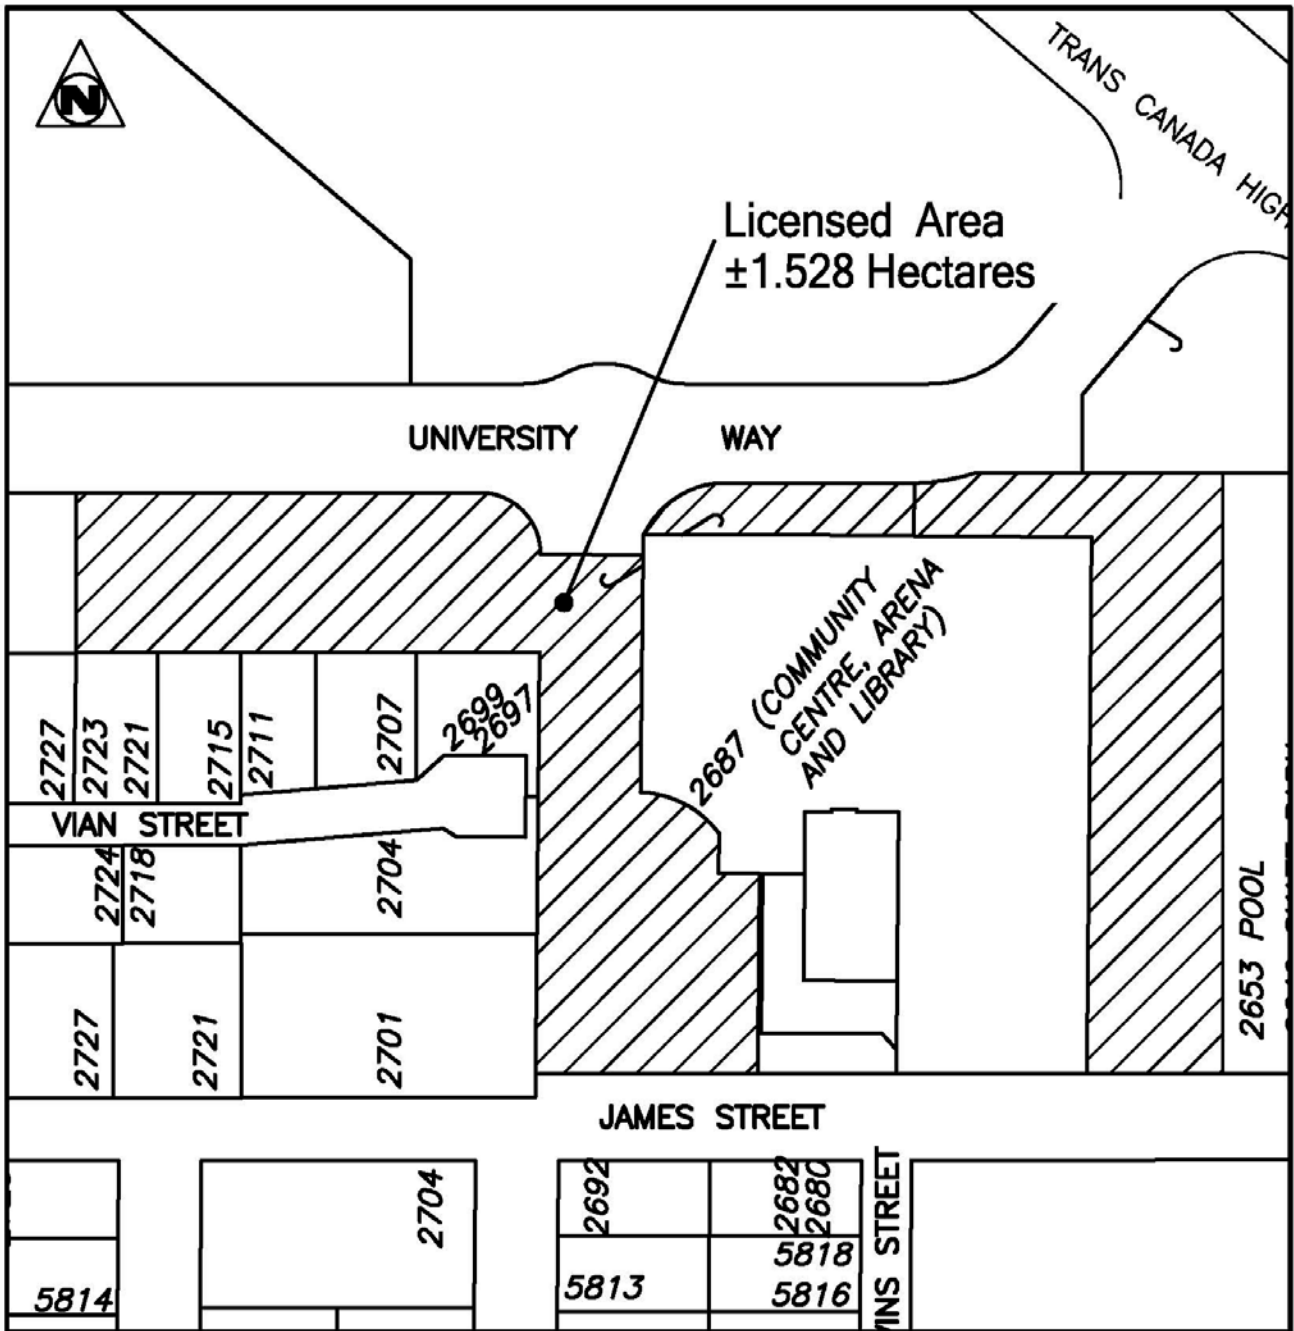 N
TRANS CANADA HIGH
Licensed Area
±1.528 Hectares
UNIVERSITY WAY
2687 (COMMUNITY
CENTRE, ARENA
AND LIBRARY)
2727
2723
2721
2715
2711
2707
2699
2697
VIAN STREET
2724
2718
2704
2727
2721
2701
2653 POOL
JAMES STREET
2704
2692
2682
2680
5818
5816
5813
5814
VINS STREET